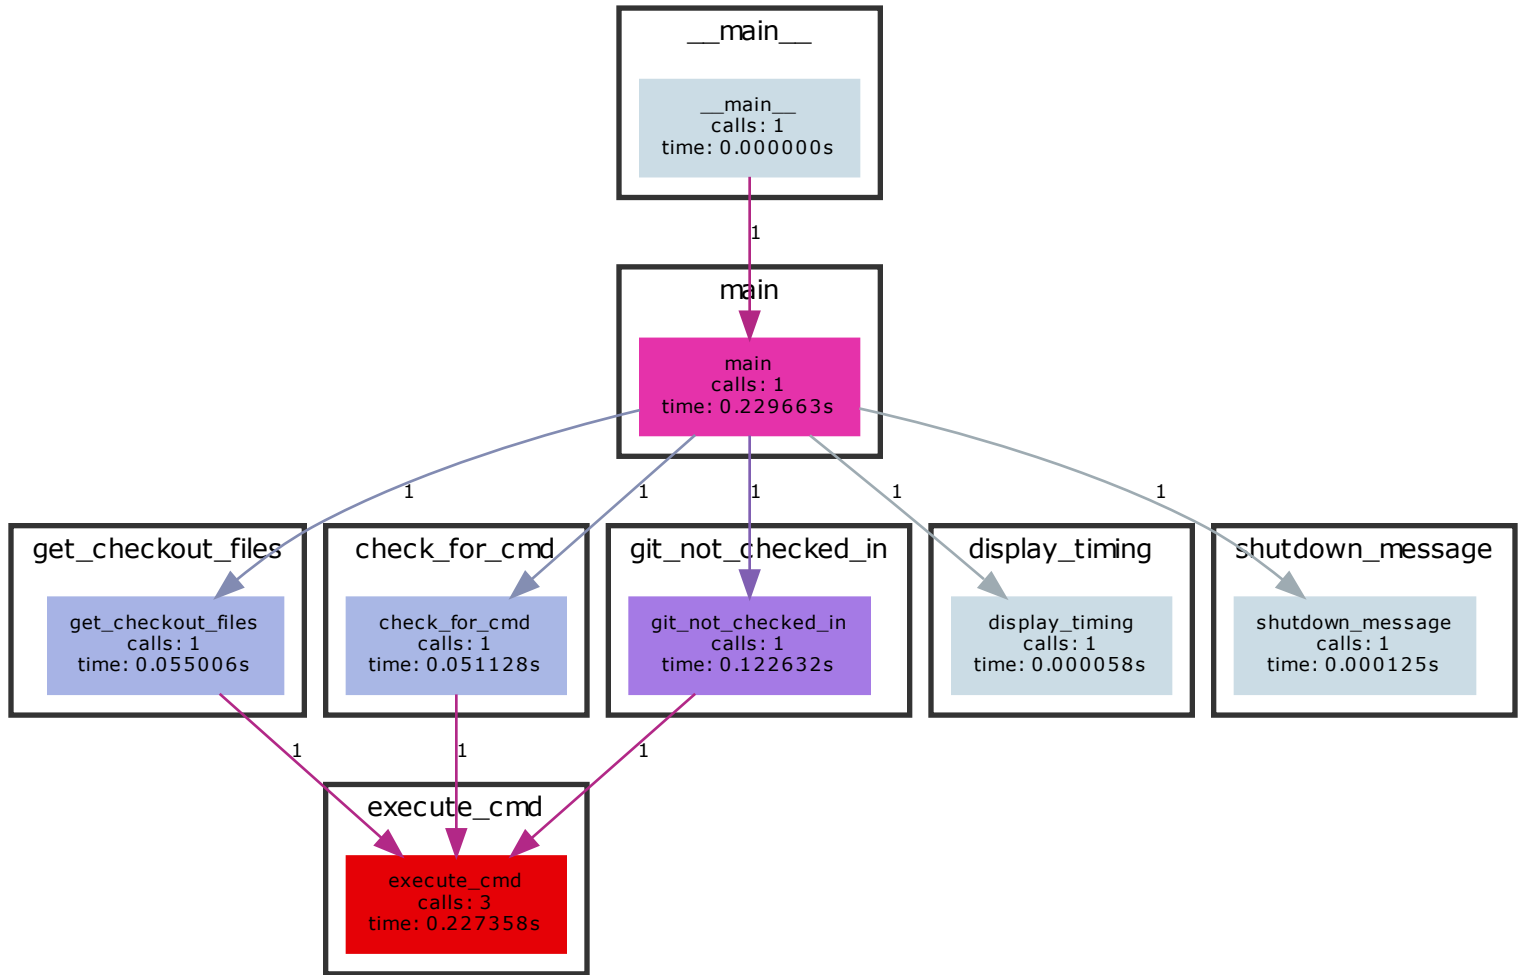 __main__
__main__
calls: 1
time: 0.000000s
1
main
main
calls: 1
time: 0.229663s
1
1
1
1
1
get_checkout_files
get_checkout_files
calls: 1
time: 0.055006s
check_for_cmd
check_for_cmd
calls: 1
time: 0.051128s
git_not_checked_in
git_not_checked_in
calls: 1
time: 0.122632s
display_timing
display_timing
calls: 1
time: 0.000058s
shutdown_message
shutdown_message
calls: 1
time: 0.000125s
1
1
1
execute_cmd
execute_cmd
calls: 3
time: 0.227358s